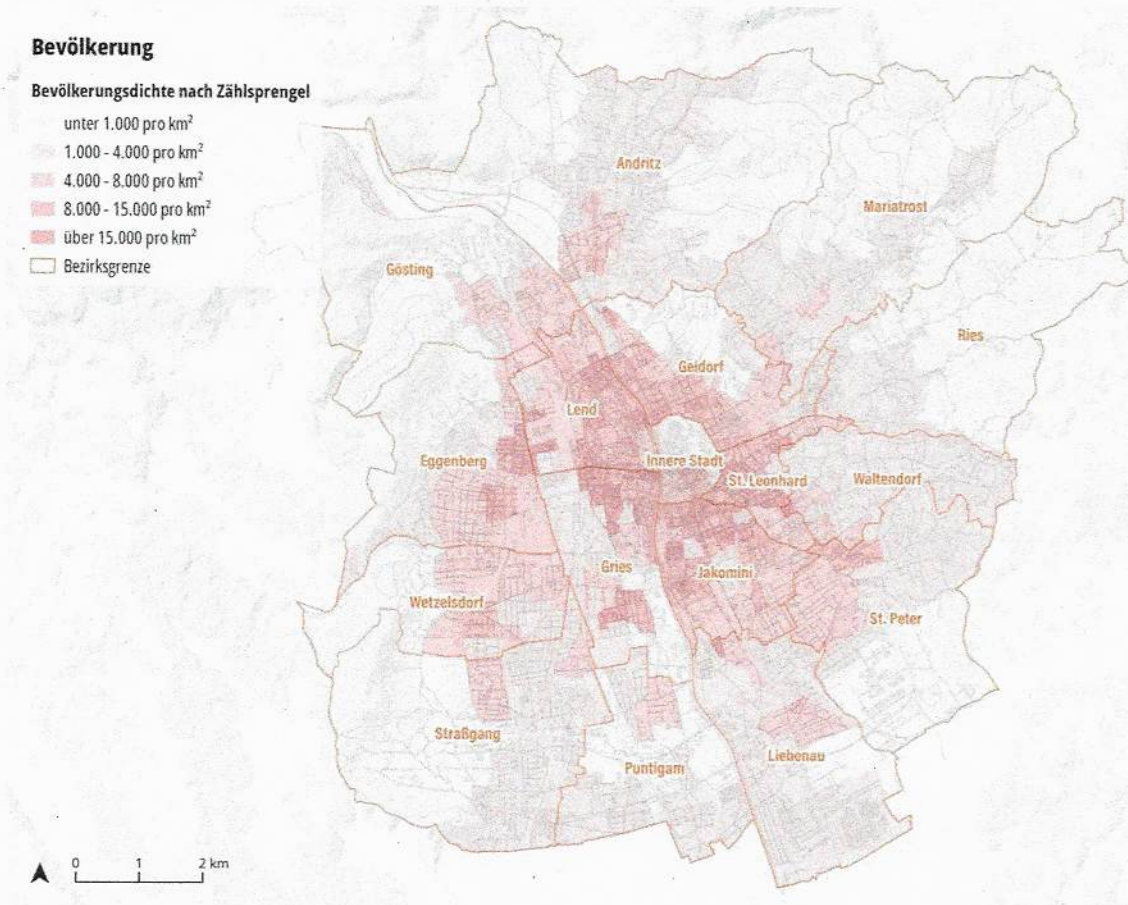 Bevölkerung
Bevölkerungsdichte nach Zählsprengel
unter 1.000 pro km²
1.000 - 4.000 pro km²
4.000 - 8.000 pro km²
8.000 - 15.000 pro km²
über 15.000 pro km²
Bezirksgrenze
Andritz
Mariatrost
Gösting
Ries
Geidorf
Lend
Eggenberg
Innere Stadt
St. Leonhard
Waltendorf
Gries
Jakomini
Wetzelsdorf
St. Peter
Straßgang
Liebenau
Puntigam
0 1 2 km